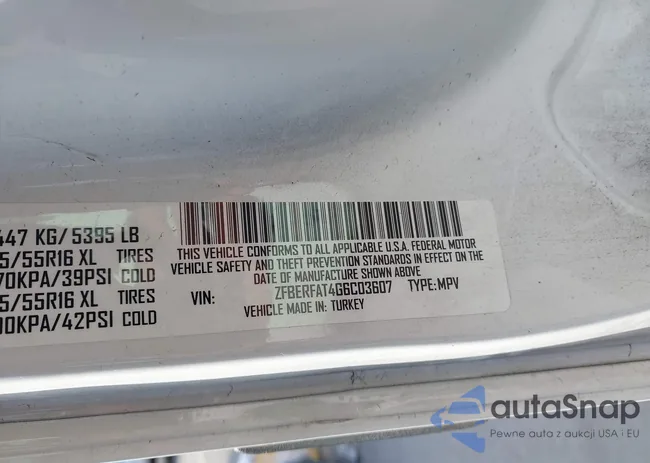 447 KG/ 5395 LB
5/55R16 XL TIRES
70KPA/39PSI COLD
5/55R16 XL TIRES
00KPA/42PSI COLD
THIS VEHICLE CONFORMS TO ALL APPLICABLE U.S.A. FEDERAL MOTOR
VEHICLE SAFETY AND THEFT PREVENTION STANDARDS IN EFFECT ON
DATE OF MANUFACTURE SHOWN ABOVE.
VIN: ZFBERFAT4G6C03607 TYPE: MPV
VEHICLE MADE IN: TURKEY
autaSnap
Pewne auta z aukcji USA i EU